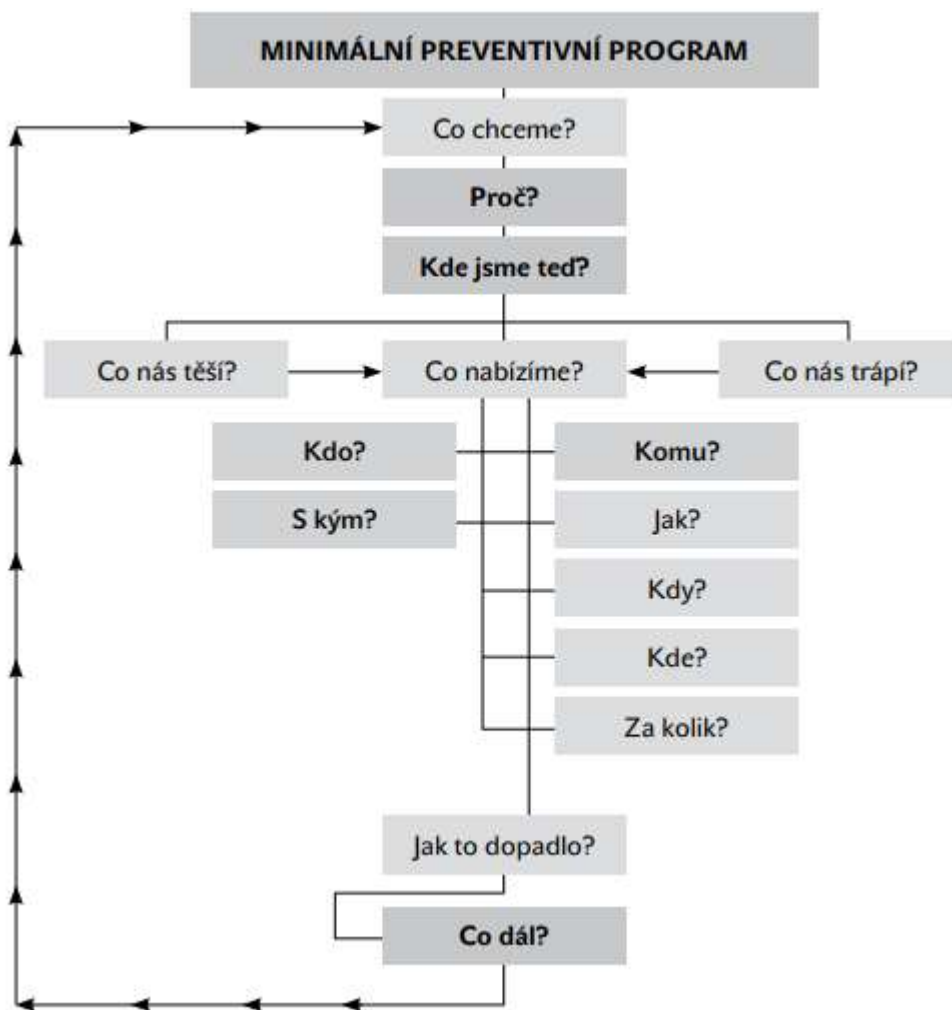 MINIMÁLNÍ PREVENTIVNÍ PROGRAM
Co chceme?
Proč?
Kde jsme teď?
Co nás těší?
Co nabízíme?
Co nás trápí?
Kdo?
Komu?
S kým?
Jak?
Kdy?
Kde?
Za kolik?
Jak to dopadlo?
Co dál?